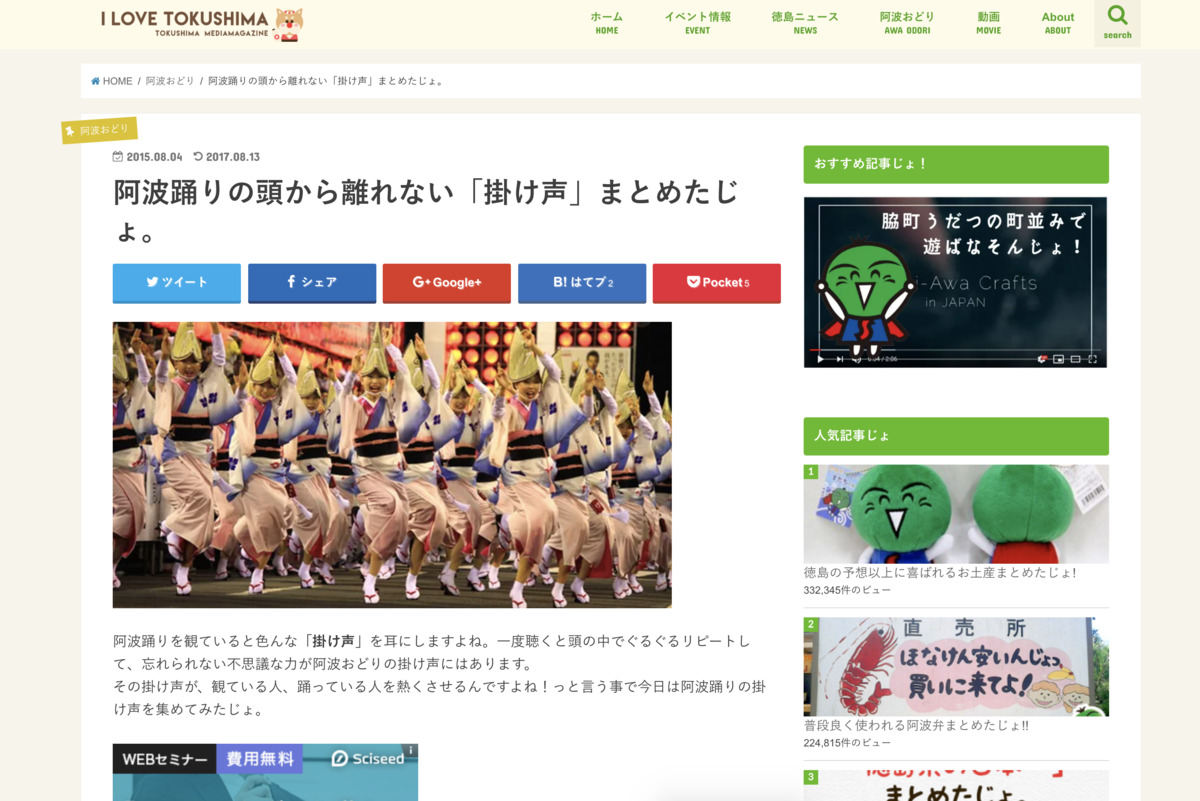 I LOVE TOKUSHIMA
TOKUSHIMA MEDIAMAGAZINE
ホーム
HOME
イベント情報
EVENT
徳島ニュース
NEWS
阿波おどり
AWA ODORI
動画
MOVIE
About
ABOUT
search
HOME / 阿波おどり / 阿波踊りの頭から離れない「掛け声」まとめたじょ。
阿波おどり
2015.08.04 2017.08.13
阿波踊りの頭から離れない「掛け声」まとめたじ
ょ。
ツイート
シェア
G+ Google+
B! はてブ 2
Pocket 5
阿波踊りを観ていると色んな「掛け声」を耳にしますよね。一度聴くと頭の中でぐるぐるリピートし
て、忘れられない不思議な力が阿波おどりの掛け声にはあります。
その掛け声が、観ている人、踊っている人を熱くさせるんですよね！っと言う事で今日は阿波踊りの掛
け声を集めてみたじょ。
WEBセミナー 費用無料 Sciseed
おすすめ記事じょ！
脇町うだつの町並みで
遊ばなそんじょ！
i-Awa Crafts
in JAPAN
人気記事じょ
1
徳島の予想以上に喜ばれるお土産まとめたじょ!
332,345件のビュー
2
直売所
ほなけん安いんじょっ。
買いに来てよ!
普段良く使われる阿波弁まとめたじょ!!
224,815件のビュー
3
まとめたじょ。